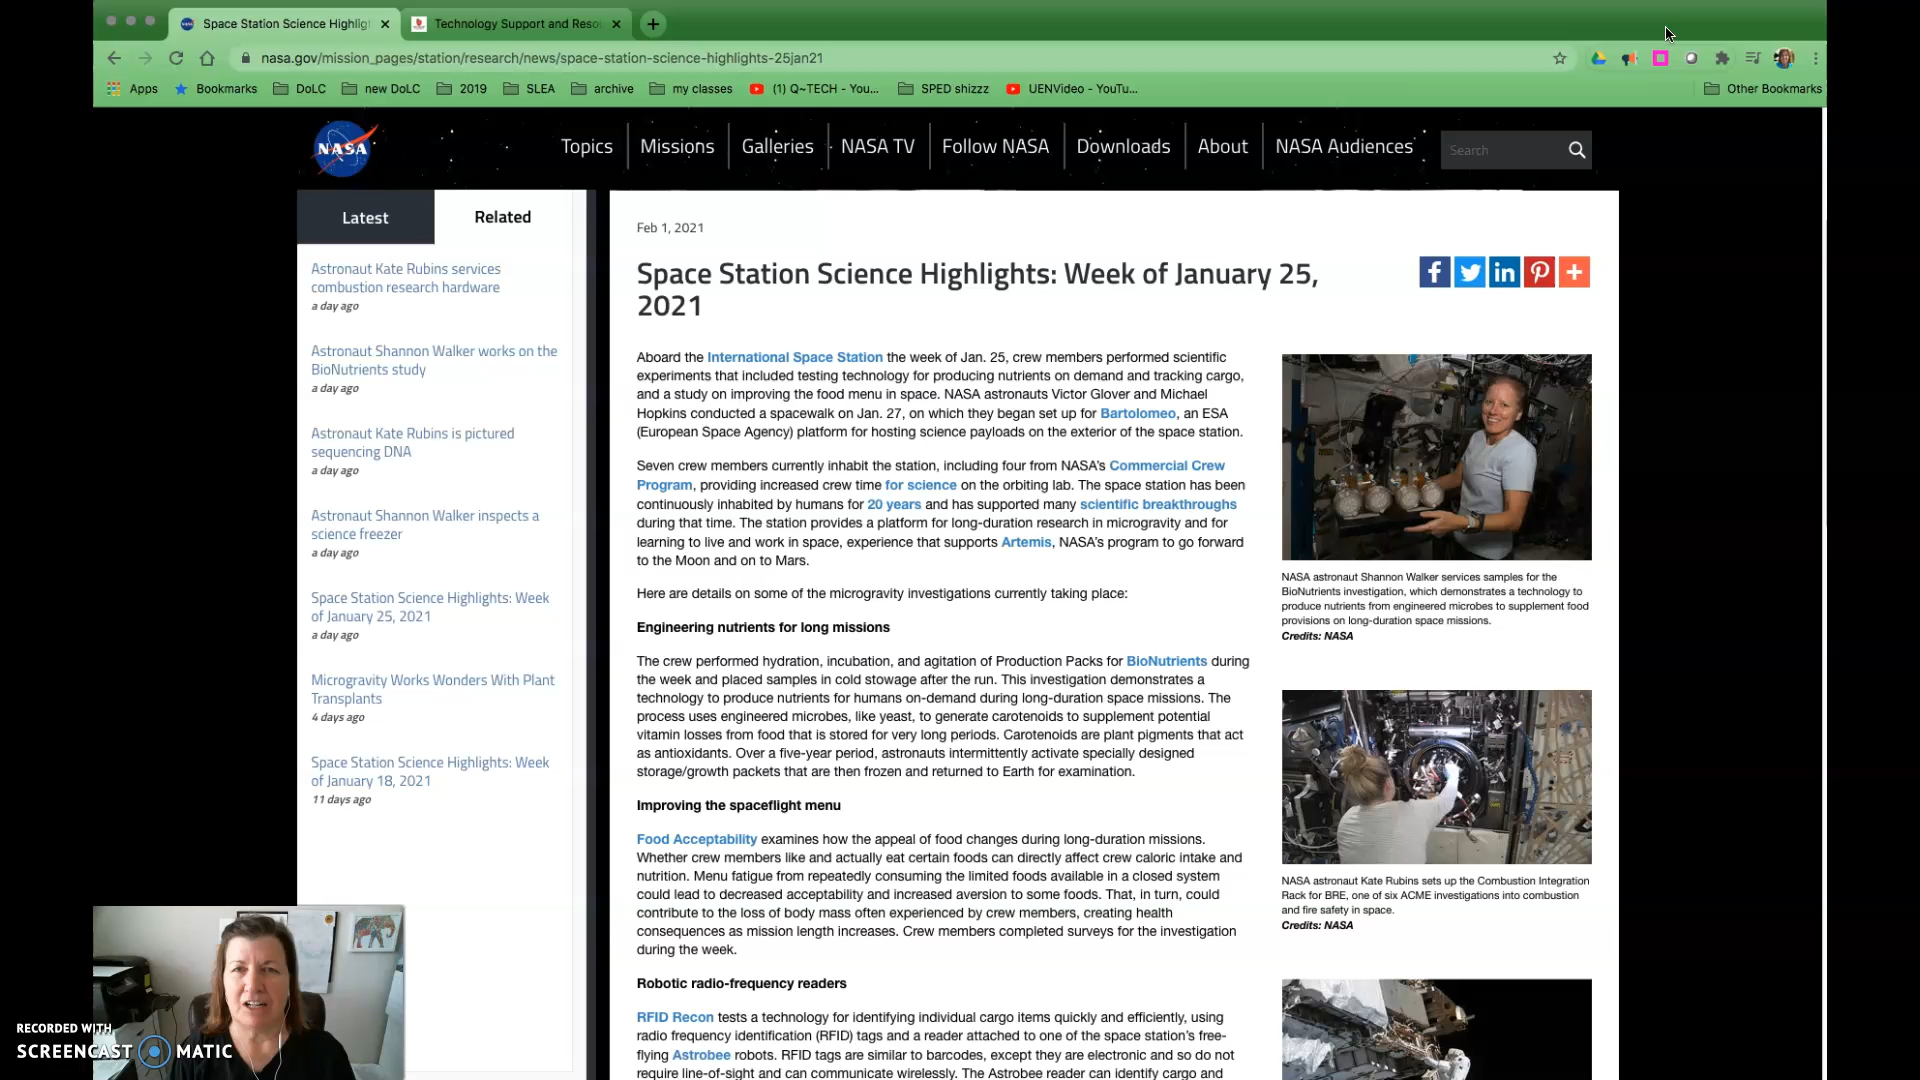 Space Station Science Highlig
Technology Support and Reso
nasa.gov/mission_pages/station/research/news/space-station-science-highlights-25jan21
Apps Bookmarks DoLC new DoLC 2019 SLEA archive my classes (1) Q~TECH - You... SPED shizzz UENVideo - YouTu... Other Bookmarks
NASA
Topics Missions Galleries NASA TV Follow NASA Downloads About NASA Audiences Search
Latest Related
Astronaut Kate Rubins services
combustion research hardware
a day ago
Astronaut Shannon Walker works on the
BioNutrients study
a day ago
Astronaut Kate Rubins is pictured
sequencing DNA
a day ago
Astronaut Shannon Walker inspects a
science freezer
a day ago
Space Station Science Highlights: Week
of January 25, 2021
a day ago
Microgravity Works Wonders With Plant
Transplants
4 days ago
Space Station Science Highlights: Week
of January 18, 2021
11 days ago
Feb 1, 2021
Space Station Science Highlights: Week of January 25,
2021
Aboard the International Space Station the week of Jan. 25, crew members performed scientific
experiments that included testing technology for producing nutrients on demand and tracking cargo,
and a study on improving the food menu in space. NASA astronauts Victor Glover and Michael
Hopkins conducted a spacewalk on Jan. 27, on which they began set up for Bartolomeo, an ESA
(European Space Agency) platform for hosting science payloads on the exterior of the space station.
Seven crew members currently inhabit the station, including four from NASA's Commercial Crew
Program, providing increased crew time for science on the orbiting lab. The space station has been
continuously inhabited by humans for 20 years and has supported many scientific breakthroughs
during that time. The station provides a platform for long-duration research in microgravity and for
learning to live and work in space, experience that supports Artemis, NASA's program to go forward
to the Moon and on to Mars.
Here are details on some of the microgravity investigations currently taking place:
Engineering nutrients for long missions
The crew performed hydration, incubation, and agitation of Production Packs for BioNutrients during
the week and placed samples in cold stowage after the run. This investigation demonstrates a
technology to produce nutrients for humans on-demand during long-duration space missions. The
process uses engineered microbes, like yeast, to generate carotenoids to supplement potential
vitamin losses from food that is stored for very long periods. Carotenoids are plant pigments that act
as antioxidants. Over a five-year period, astronauts intermittently activate specially designed
storage/growth packets that are then frozen and returned to Earth for examination.
Improving the spaceflight menu
Food Acceptability examines how the appeal of food changes during long-duration missions.
Whether crew members like and actually eat certain foods can directly affect crew caloric intake and
nutrition. Menu fatigue from repeatedly consuming the limited foods available in a closed system
could lead to decreased acceptability and increased aversion to some foods. That, in turn, could
contribute to the loss of body mass often experienced by crew members, creating health
consequences as mission length increases. Crew members completed surveys for the investigation
during the week.
Robotic radio-frequency readers
RFID Recon tests a technology for identifying individual cargo items quickly and efficiently, using
radio frequency identification (RFID) tags and a reader attached to one of the space station's free-
flying Astrobee robots. RFID tags are similar to barcodes, except they are electronic and so do not
require line-of-sight and can communicate wirelessly. The Astrobee reader can identify cargo and
NASA astronaut Shannon Walker services samples for the
BioNutrients investigation, which demonstrates a technology to
produce nutrients from engineered microbes to supplement food
provisions on long-duration space missions.
Credits: NASA
NASA astronaut Kate Rubins sets up the Combustion Integration
Rack for BRE, one of six ACME investigations into combustion
and fire safety in space.
Credits: NASA
RECORDED WITH
SCREENCAST MATIC